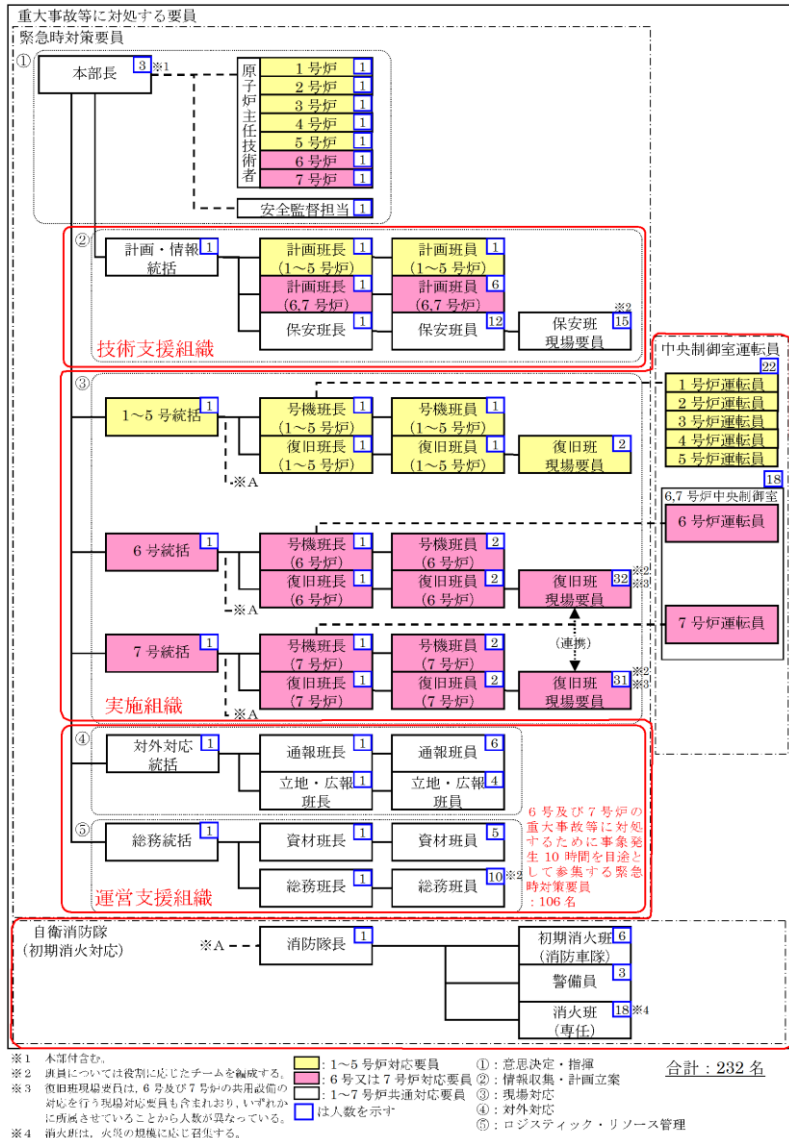 重大事故等に対処する要員
緊急時対策要員
①
本部長 3 ※1
原子炉主任技術者
1号炉 1
2号炉 1
3号炉 1
4号炉 1
5号炉 1
6号炉 1
7号炉 1
安全監督担当 1
②
計画・情報統括 1
計画班長 1
(1~5号炉)
計画班員 1
(1~5号炉)
計画班長 1
(6,7号炉)
計画班員 6
(6,7号炉)
保安班長 1
保安班員 12
保安班
現場要員 15 ※2
技術支援組織
中央制御室運転員
22
1号炉運転員
2号炉運転員
3号炉運転員
4号炉運転員
5号炉運転員
18
6,7号炉中央制御室
6号炉運転員
7号炉運転員
③
1~5号統括 1
※A
号機班長 1
(1~5号炉)
号機班員 1
(1~5号炉)
復旧班長 1
(1~5号炉)
復旧班員 1
(1~5号炉)
復旧班
現場要員 2
6号統括 1
※A
号機班長 1
(6号炉)
号機班員 2
(6号炉)
復旧班長 1
(6号炉)
復旧班員 2
(6号炉)
復旧班
現場要員 32 ※2
※3
(連携)
7号統括 1
※A
号機班長 1
(7号炉)
号機班員 2
(7号炉)
復旧班長 1
(7号炉)
復旧班員 2
(7号炉)
復旧班
現場要員 31 ※2
※3
実施組織
④
対外対応
統括 1
通報班長 1
通報班員 6
立地・広報
班長 1
立地・広報
班員 4
⑤
総務統括 1
資材班長 1
資材班員 5
総務班長 1
総務班員 10 ※2
運営支援組織
6号及び7号炉の
重大事故等に対処
するために事象発
生10時間を目途と
して参集する緊急
時対策要員
:106名
自衛消防隊
(初期消火対応)
※A
消防隊長 1
初期消火班 6
(消防車隊)
警備員 3
消火班 18 ※4
(専任)
※1 本部付含む。
※2 班員については役割に応じたチームを編成する。
※3 復旧班現場要員は,6号及び7号炉の共用設備の
対応を行う現場対応要員も含まれおり,いずれか
に所属させていることから人数が異なっている。
※4 消火班は,火災の規模に応じ召集する。
:1~5号炉対応要員
:6号又は7号炉対応要員
:1~7号炉共通対応要員
は人数を示す
①:意思決定・指揮
②:情報収集・計画立案
③:現場対応
④:対外対応
⑤:ロジスティック・リソース管理
合計:232名